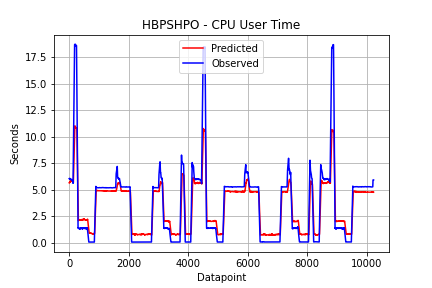 HBPSHPO - CPU User Time
Predicted
Observed
Seconds
17.5
15.0
12.5
10.0
7.5
5.0
2.5
0.0
0 2000 4000 6000 8000 10000
Datapoint